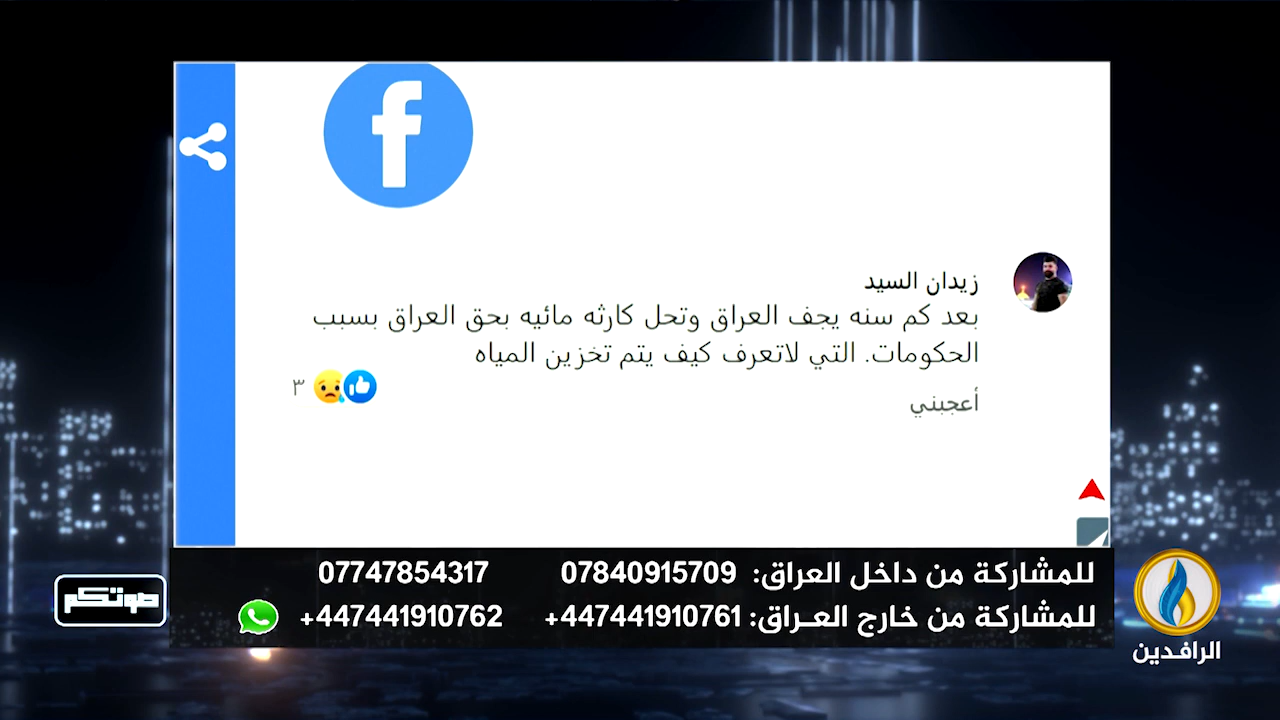 زيدان السيد
بعد كم سنه يجف العراق وتحل كارثه مائيه بحق العراق بسبب
الحكومات. التي لاتعرف كيف يتم تخزين المياه
٣
أعجبني
للمشاركة من داخل العراق: 07840915709 07747854317
للمشاركة من خارج العـراق: 447441910761+ 447441910762+
صوتكم
الرافدين